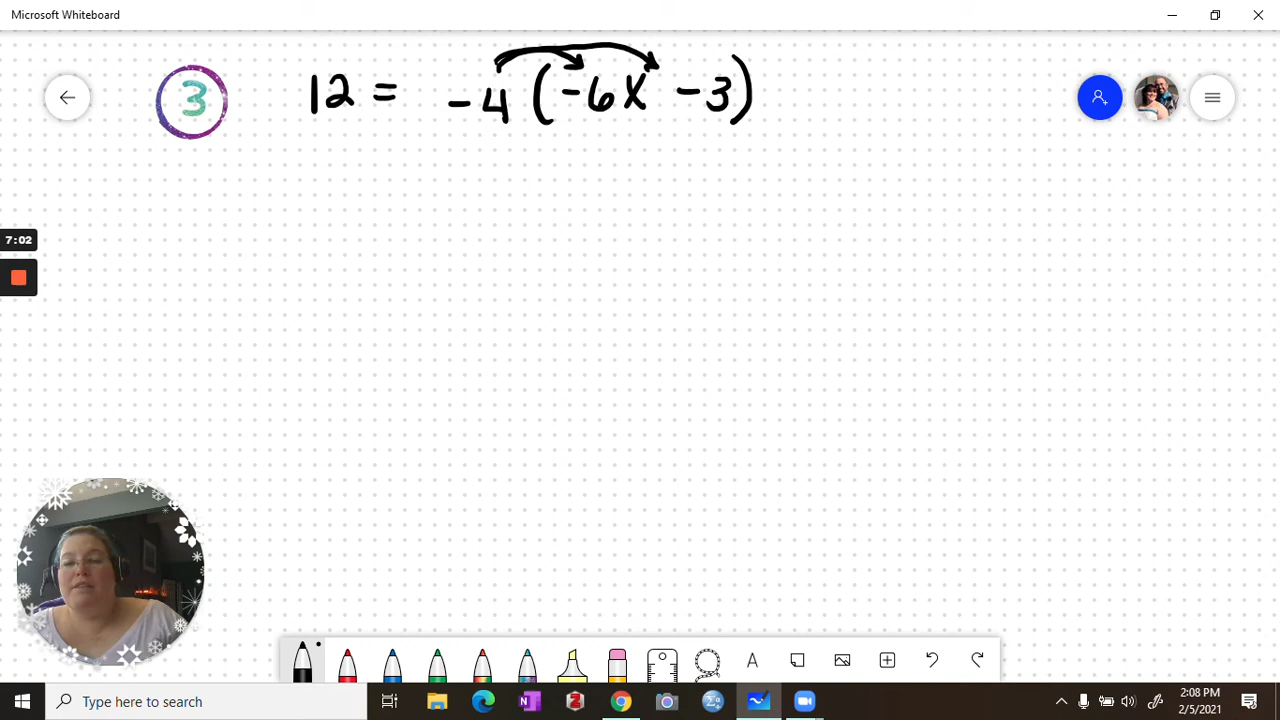 Microsoft Whiteboard
3 12 = -4 (-6x -3)
7:02
A
Type here to search
2:08 PM
2/5/2021